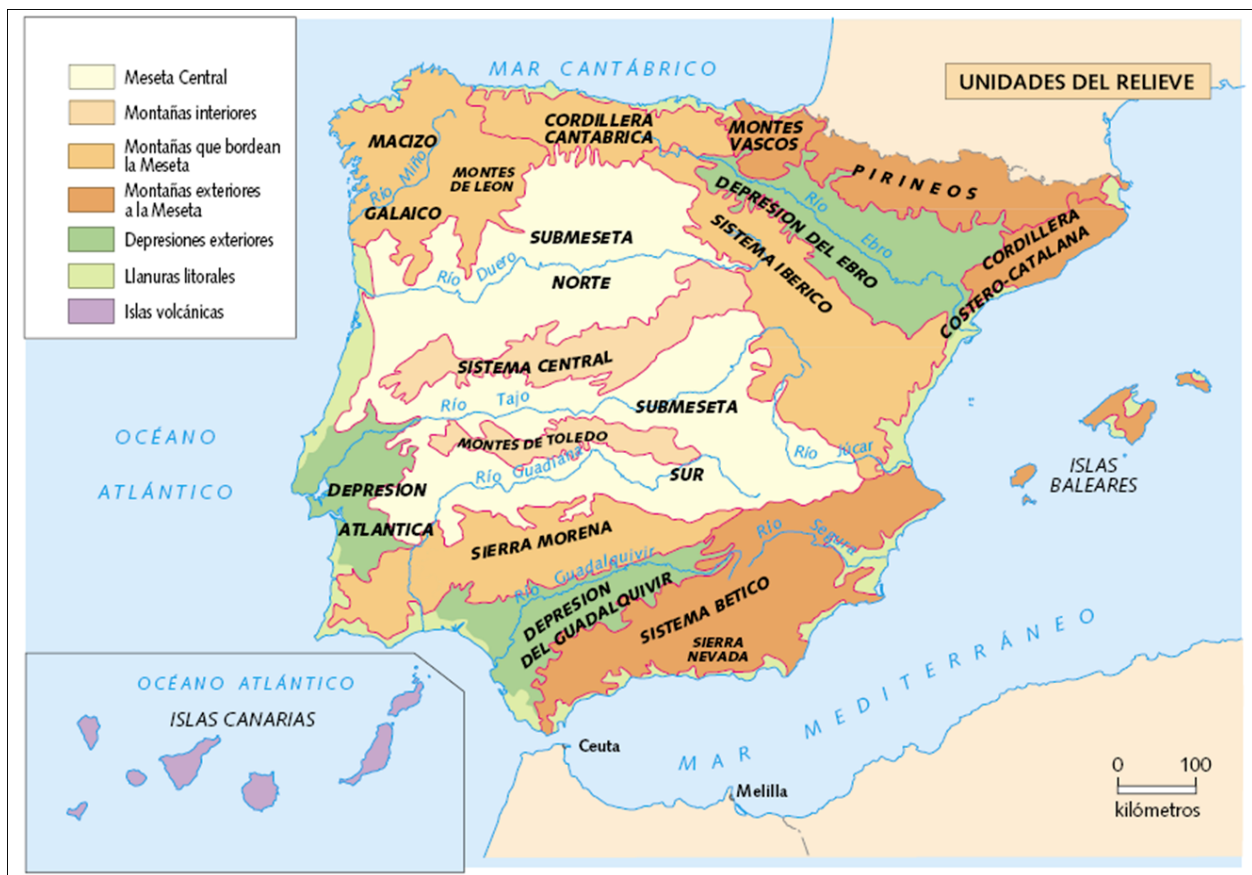 UNIDADES DEL RELIEVE
Meseta Central
Montañas interiores
Montañas que bordean
la Meseta
Montañas exteriores
a la Meseta
Depresiones exteriores
Llanuras litorales
Islas volcánicas
MAR CANTÁBRICO
MACIZO
GALAICO
Río Miño
MONTES
DE LEON
CORDILLERA
CANTABRICA
MONTES
VASCOS
PIRINEOS
DEPRESION DEL EBRO
Río Ebro
CORDILLERA
COSTERO-CATALANA
SISTEMA IBERICO
SUBMESETA
NORTE
Río Duero
SISTEMA CENTRAL
Río Tajo
SUBMESETA
SUR
MONTES DE TOLEDO
Río Guadiana
Río Júcar
OCÉANO
ATLÁNTICO
DEPRESION
ATLANTICA
SIERRA MORENA
Río Guadalquivir
DEPRESION
DEL GUADALQUIVIR
Río Segura
SISTEMA BETICO
SIERRA
NEVADA
ISLAS
BALEARES
MAR MEDITERRÁNEO
OCÉANO ATLÁNTICO
ISLAS CANARIAS
Ceuta
Melilla
0 100
kilómetros